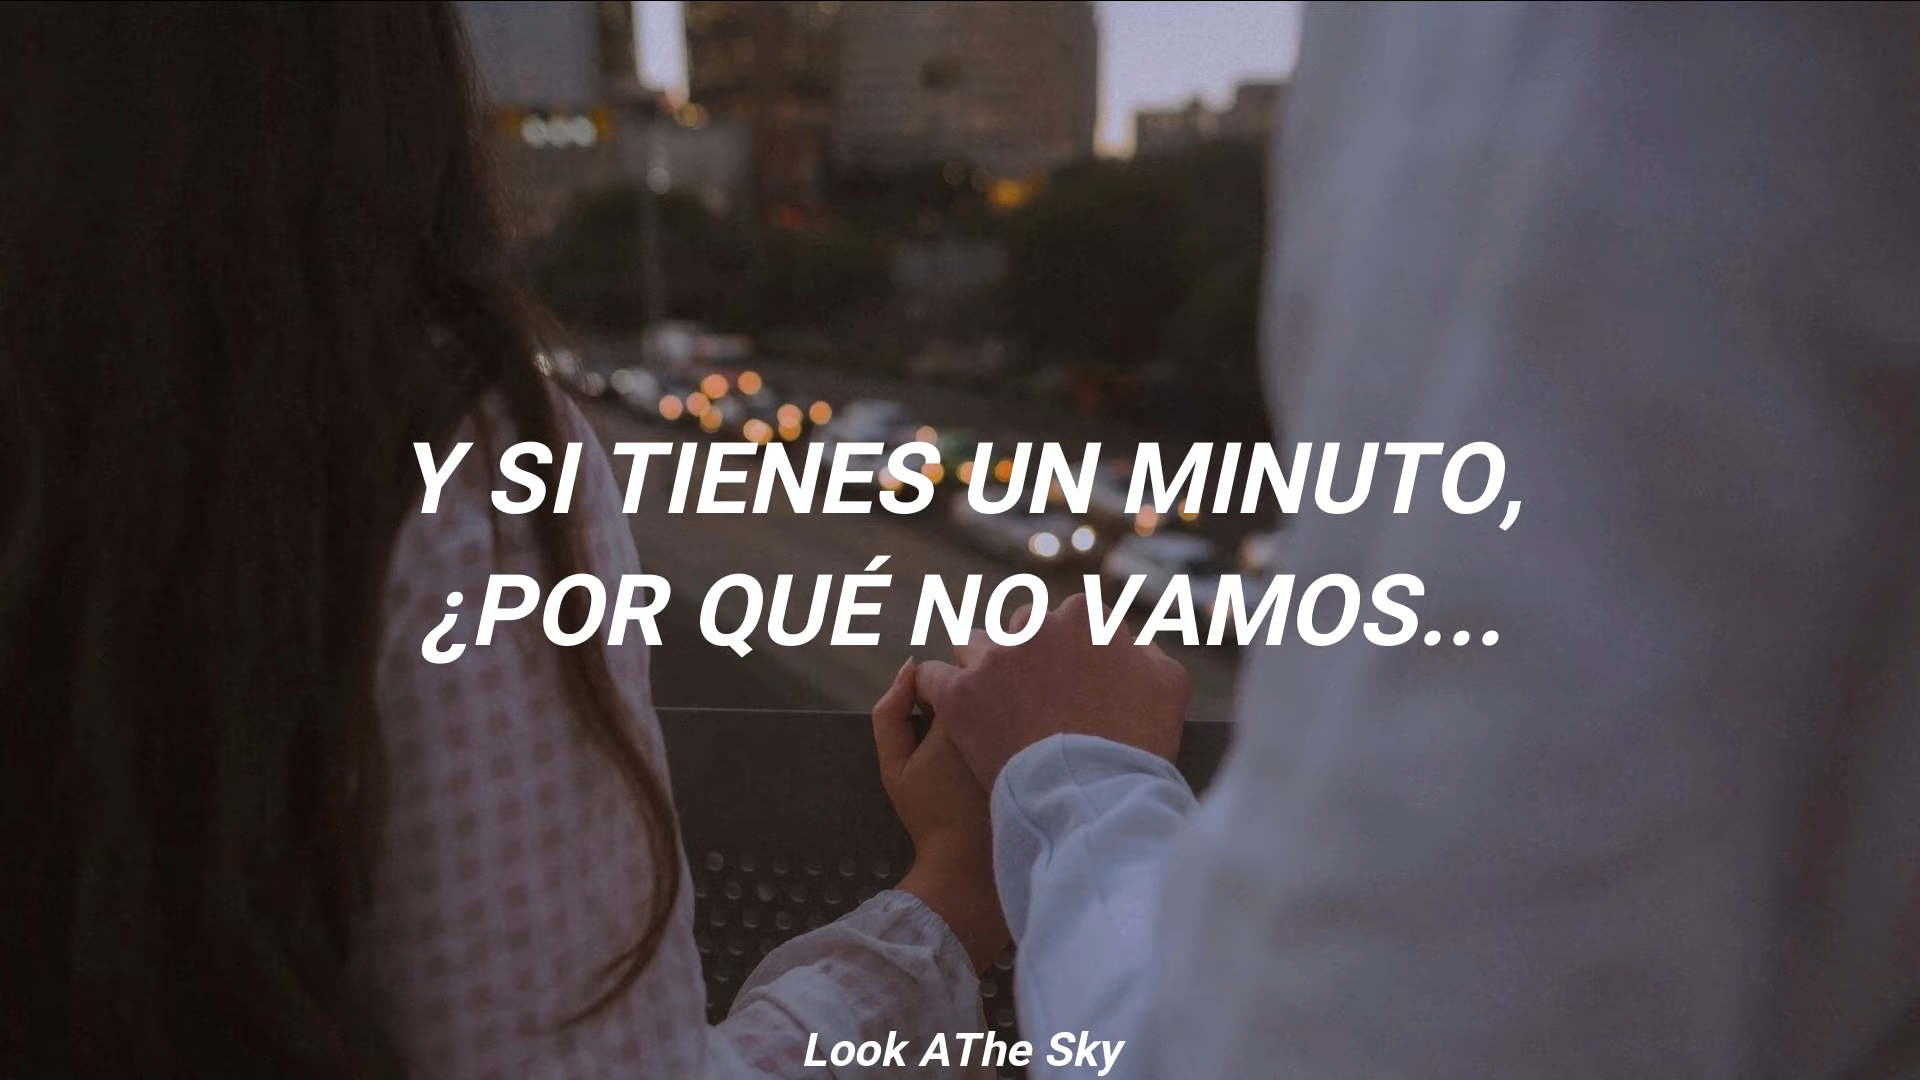 Y SI TIENES UN MINUTO,
¿POR QUÉ NO VAMOS...
Look AThe Sky